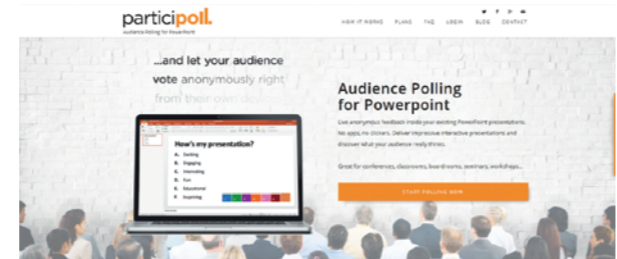 participoll.
Audience Polling for PowerPoint
HOW IT WORKS PLANS FAQ LOGIN BLOG CONTACT
...and let your audience
vote anonymously right
from their own
Audience Polling
for Powerpoint
Live anonymous feedback inside your existing PowerPoint presentations.
No apps, no clickers. Deliver impressive interactive presentations and
discover what your audience really thinks.
Great for conferences, classrooms, boardrooms, seminars, workshops...
START POLLING NOW
How's my presentation?
A. Exciting
B. Engaging
C. Interesting
D. Fun
E. Educational
F. Inspiring